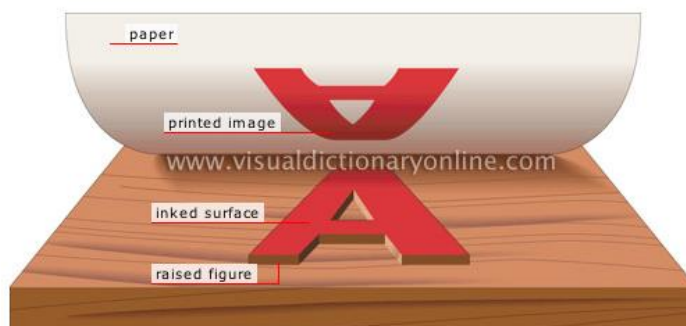 paper
A
printed image
www.visualdictionaryonline.com
A
inked surface
raised figure